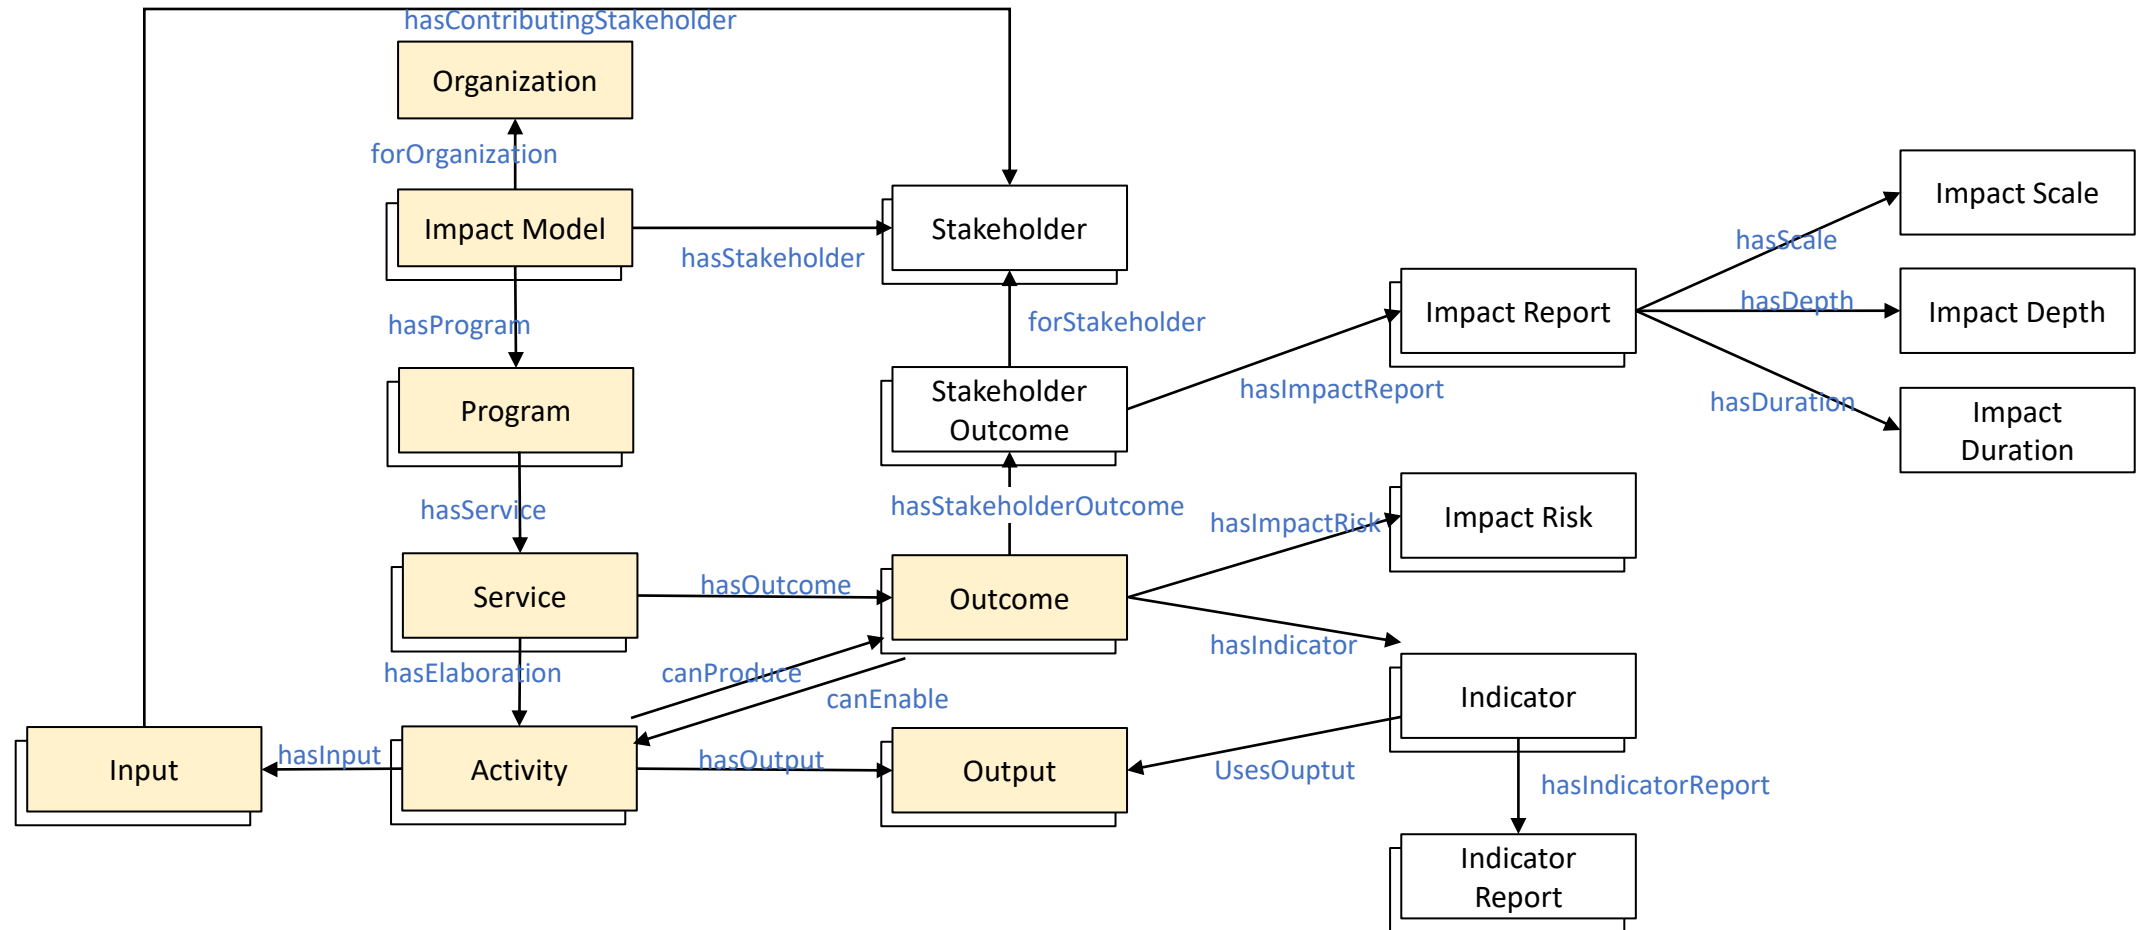 hasContributingStakeholder
Organization
forOrganization
Impact Model
hasStakeholder
Stakeholder
Impact Scale
hasScale
hasProgram
forStakeholder
Impact Report
hasDepth
Impact Depth
Program
Stakeholder
Outcome
hasImpactReport
hasDuration
Impact
Duration
hasService
hasStakeholderOutcome
hasImpactRisk
Impact Risk
Service
hasOutcome
Outcome
hasElaboration
canProduce
canEnable
hasIndicator
Indicator
Input
hasInput
Activity
hasOutput
Output
UsesOuptut
hasIndicatorReport
Indicator
Report